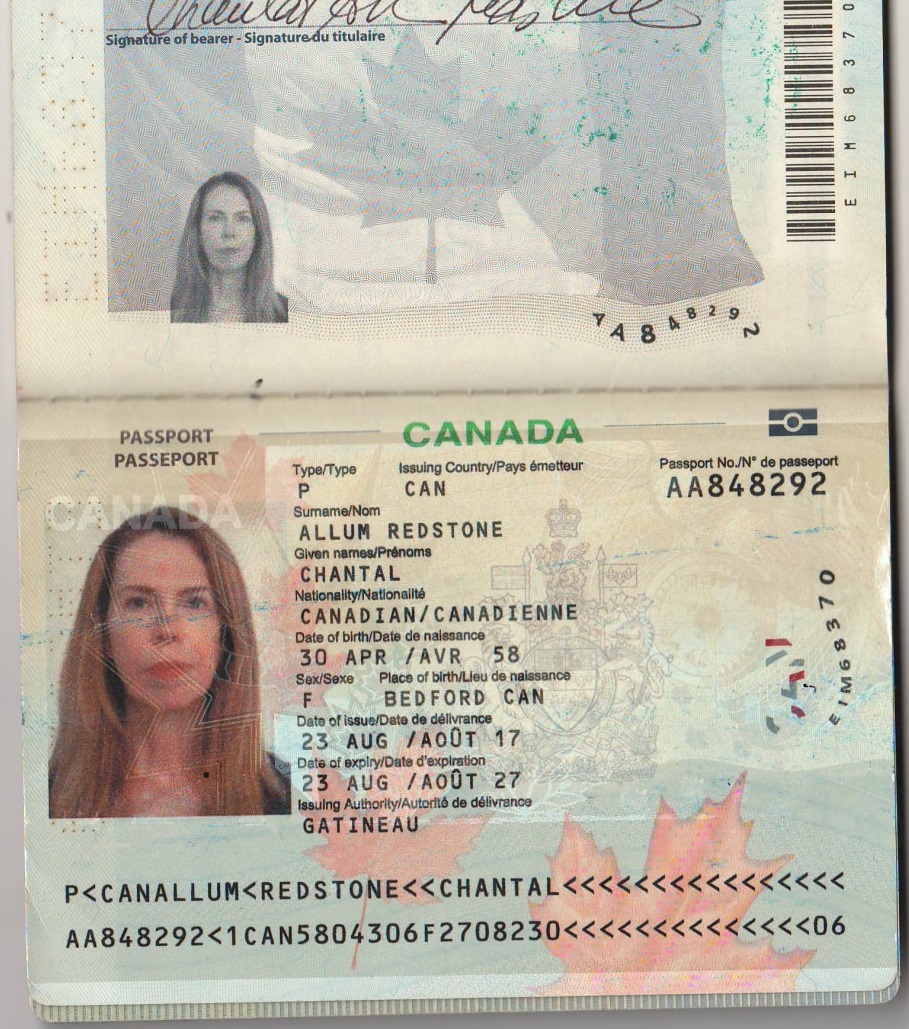 Signature of bearer - Signature du titulaire
EIM68370
AA848292
PASSPORT
PASSEPORT
CANADA
Type/Type Issuing Country/Pays émetteur Passport No./N° de passeport
P CAN AA848292
Surname/Nom
ALLUM REDSTONE
Given names/Prénoms
CHANTAL
Nationality/Nationalité
CANADIAN/CANADIENNE
Date of birth/Date de naissance
30 APR /AVR 58
Sex/Sexe Place of birth/Lieu de naissance
F BEDFORD CAN
Date of issue/Date de délivrance
23 AUG /AOÛT 17
Date of expiry/Date d'expiration
23 AUG /AOÛT 27
Issuing Authority/Autorité de délivrance
GATINEAU
CANADA
EIM68370
CAN
P<CANALLUM<REDSTONE<<CHANTAL<<<<<<<<<<<<<<<<
AA848292<1CAN5804306F2708230<<<<<<<<<<<<<<06